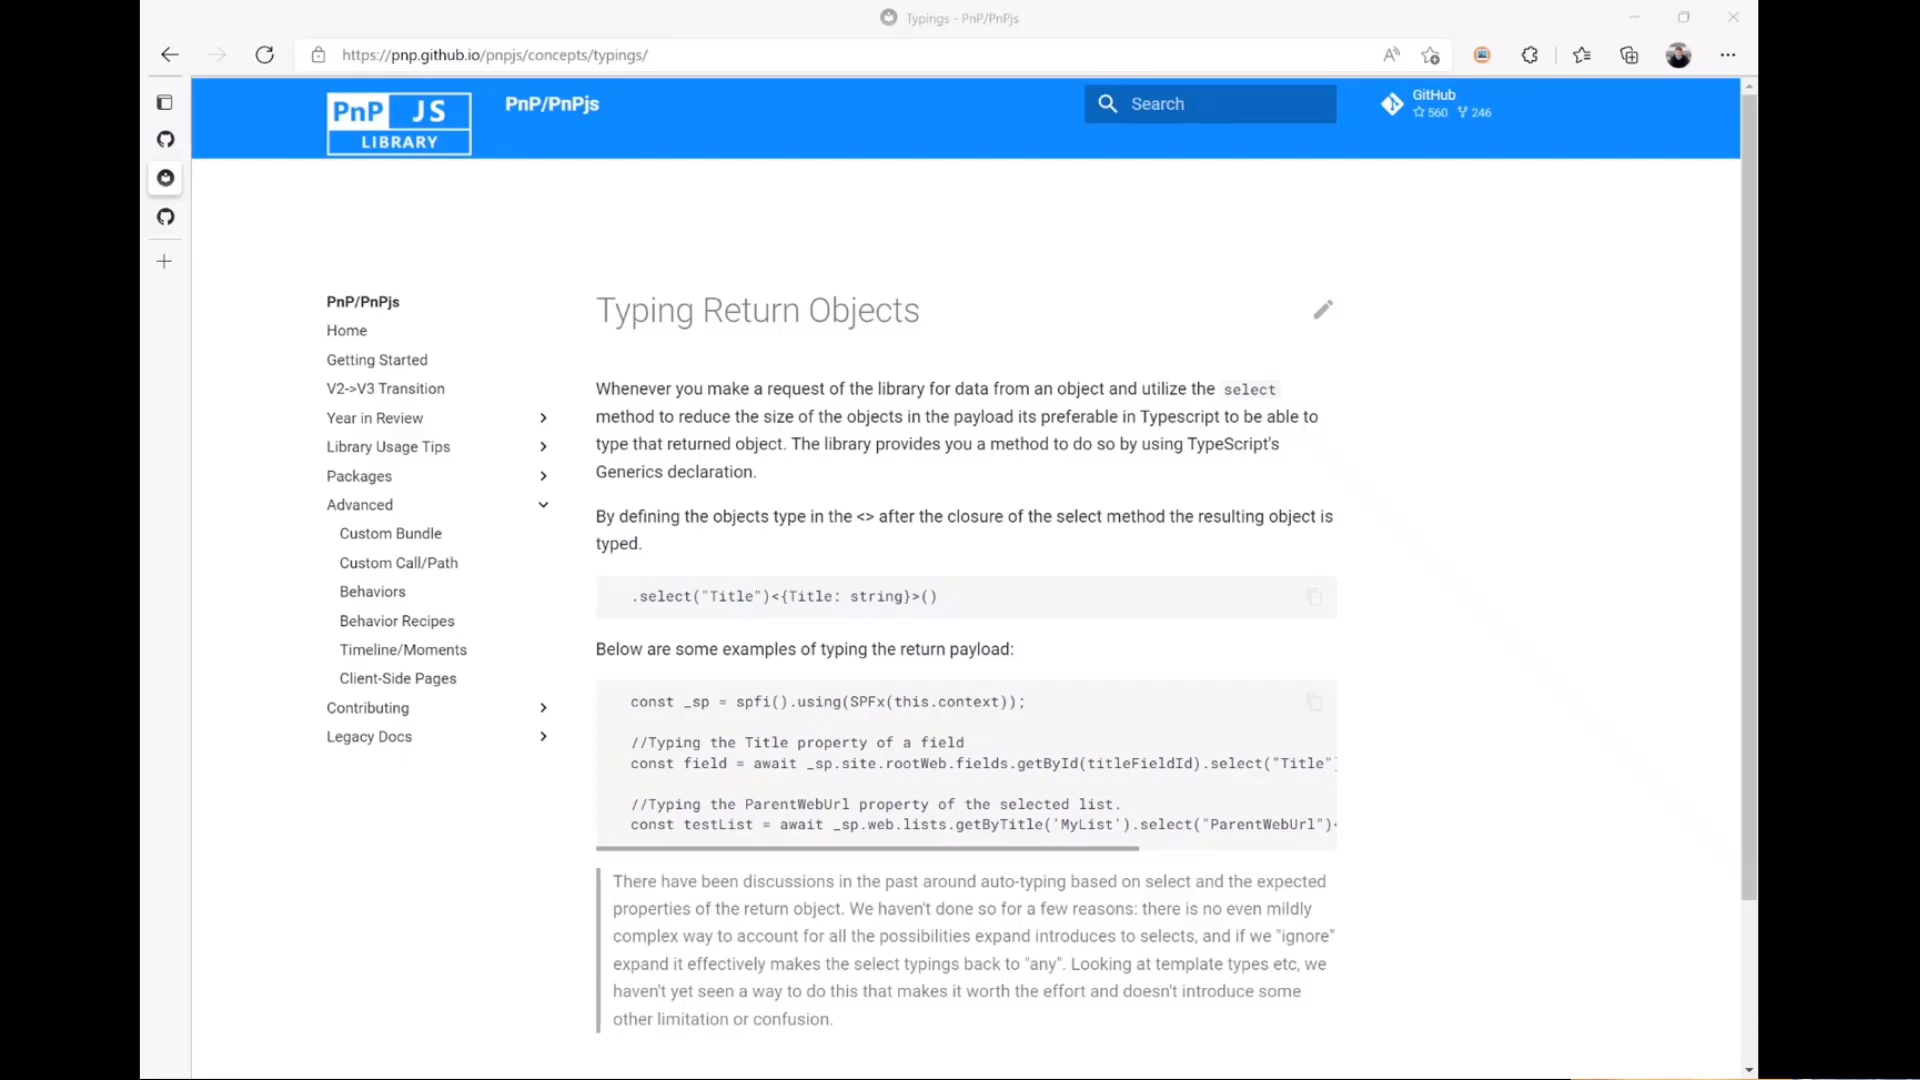 Typings - PnP/PnPjs
https://pnp.github.io/pnpjs/concepts/typings/
PnP JS
LIBRARY
PnP/PnPjs
Search
GitHub
560 246
PnP/PnPjs
Home
Getting Started
V2->V3 Transition
Year in Review
Library Usage Tips
Packages
Advanced
Custom Bundle
Custom Call/Path
Behaviors
Behavior Recipes
Timeline/Moments
Client-Side Pages
Contributing
Legacy Docs
Typing Return Objects
Whenever you make a request of the library for data from an object and utilize the select
method to reduce the size of the objects in the payload its preferable in Typescript to be able to
type that returned object. The library provides you a method to do so by using TypeScript's
Generics declaration.
By defining the objects type in the <> after the closure of the select method the resulting object is
typed.
.select("Title")<{Title: string}>()
Below are some examples of typing the return payload:
const _sp = spfi().using(SPFx(this.context));
//Typing the Title property of a field
const field = await _sp.site.rootWeb.fields.getById(titleFieldId).select("Title"
//Typing the ParentWebUrl property of the selected list.
const testList = await _sp.web.lists.getByTitle('MyList').select("ParentWebUrl")
There have been discussions in the past around auto-typing based on select and the expected
properties of the return object. We haven't done so for a few reasons: there is no even mildly
complex way to account for all the possibilities expand introduces to selects, and if we "ignore"
expand it effectively makes the select typings back to "any". Looking at template types etc, we
haven't yet seen a way to do this that makes it worth the effort and doesn't introduce some
other limitation or confusion.